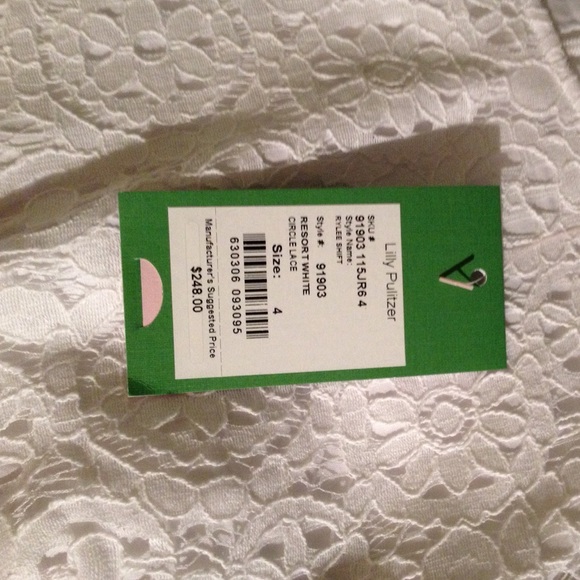 Lilly Pulitzer
SKU #
91903 115JR6 4
Style Name:
RYLEE SHIFT
Style #: 91903
RESORT WHITE
CIRCLE LACE
Size: 4
630306 093095
Manufacturer's Suggested Price
$248.00